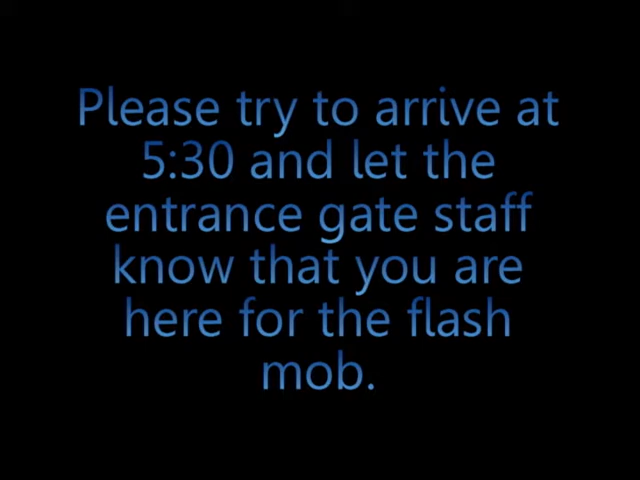 Please try to arrive at
5:30 and let the
entrance gate staff
know that you are
here for the flash
mob.